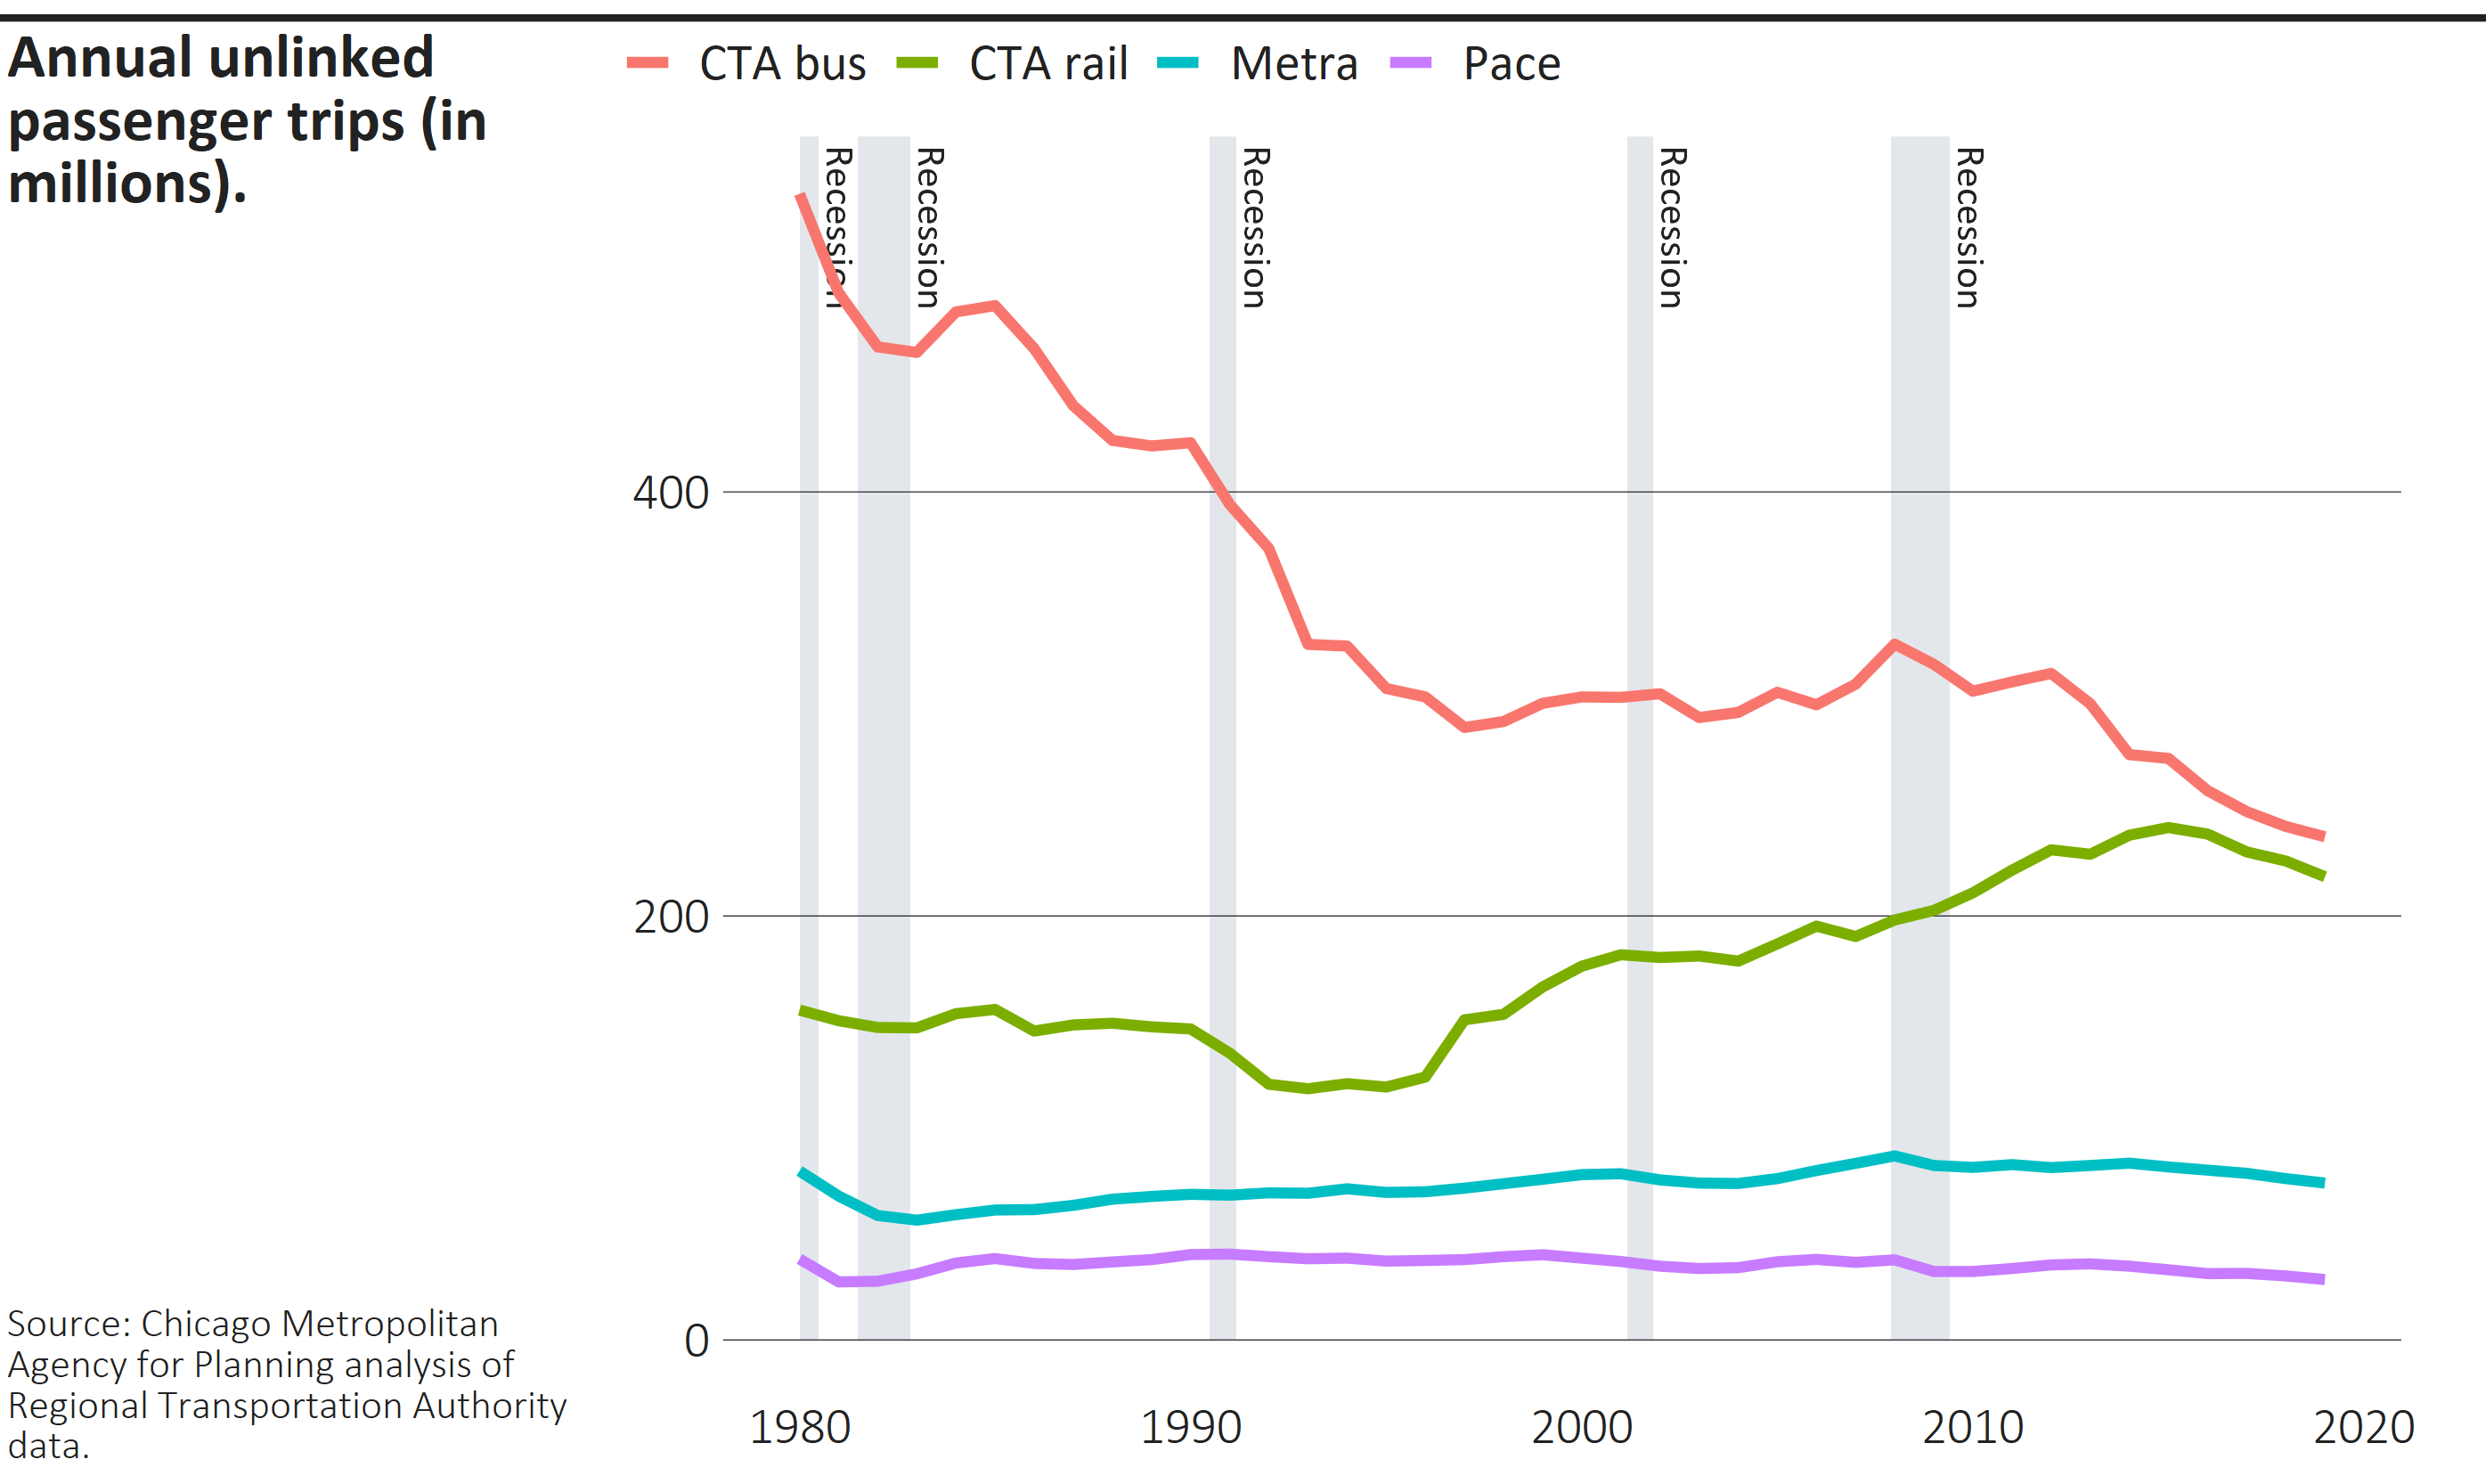 Annual unlinked
passenger trips (in
millions).
CTA bus CTA rail Metra Pace
Recession
Recession
Recession
Recession
Recession
400
200
0
1980 1990 2000 2010 2020
Source: Chicago Metropolitan
Agency for Planning analysis of
Regional Transportation Authority
data.